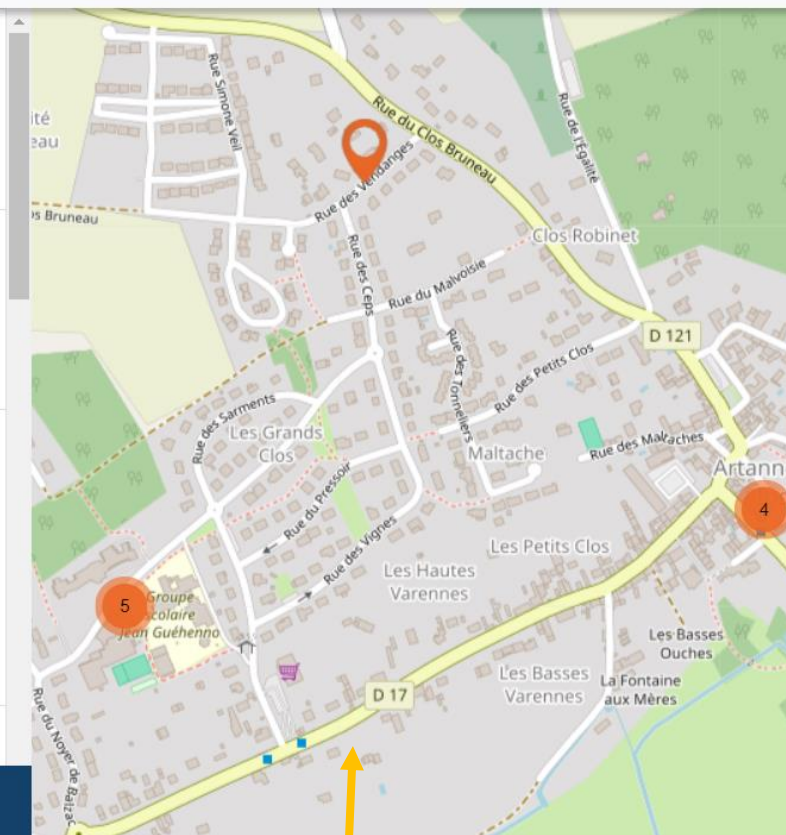 ité
eau
Rue Simone Veil
Rue du Clos Bruneau
Rue de l'Égalité
Rue des Vendanges
os Bruneau
Clos Robinet
Rue des Ceps
Rue du Malvoisie
D 121
Rue des Tonneliers
Rue des Petits Clos
Rue des Sarments
Les Grands
Clos
Maltache
Rue des Maltaches
Artann
Rue du Pressoir
4
Rue des Vignes
Les Petits Clos
Les Hautes
Varennes
5
Groupe
scolaire
Jean Guéhenno
Les Basses
Ouches
Les Basses
Varennes
La Fontaine
aux Mères
D 17
Rue du Noyer de Balzac